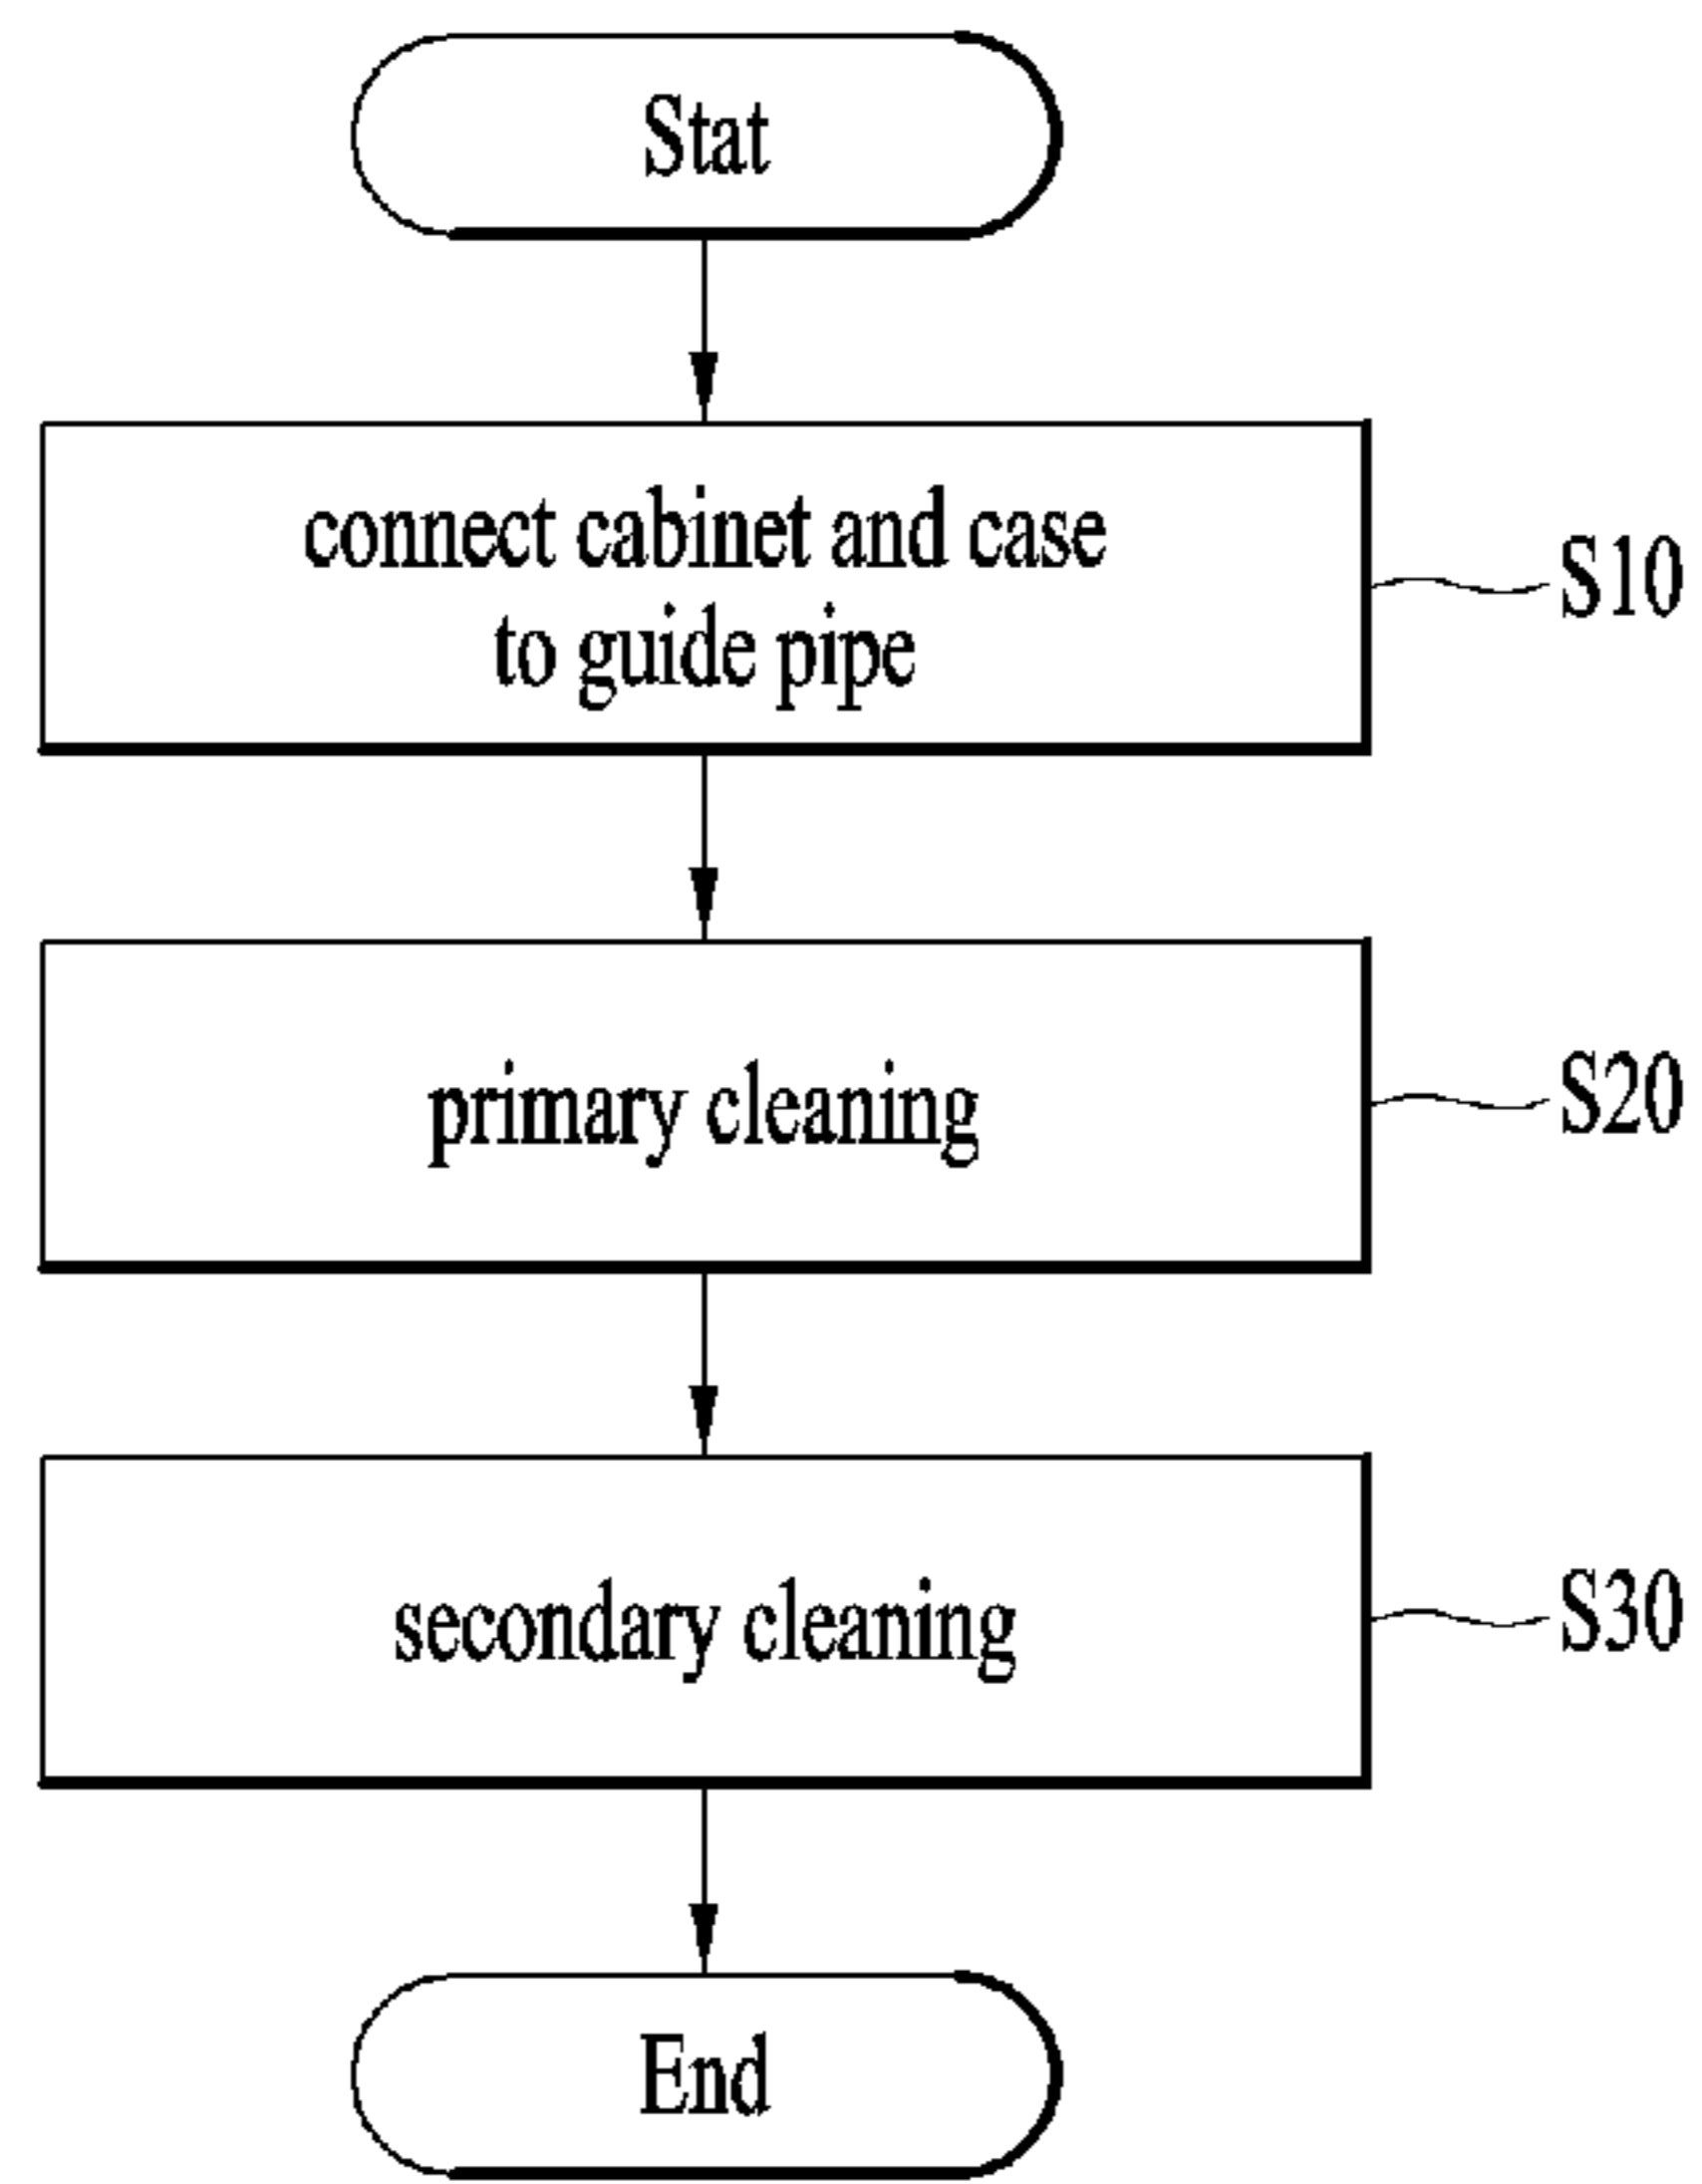 Stat
connect cabinet and case
to guide pipe
S10
primary cleaning
S20
secondary cleaning
S30
End